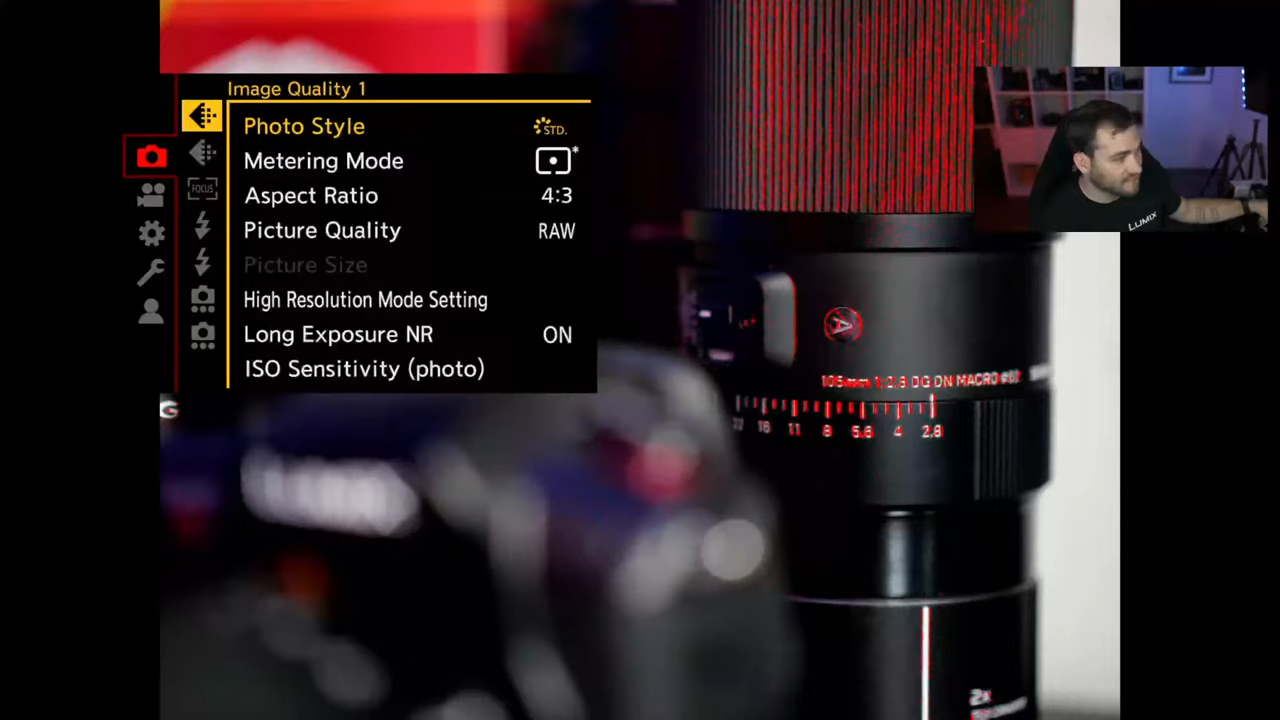 Image Quality 1
Photo Style
STD.
Metering Mode
*
Aspect Ratio
4:3
Picture Quality
RAW
FOCUS
Picture Size
High Resolution Mode Setting
Long Exposure NR
ON
ISO Sensitivity (photo)
LUMIX
A
105mm 1:2.8 DG DN MACRO
22 16 11 8 5.6 4 2.8
G
LUMIX
2x